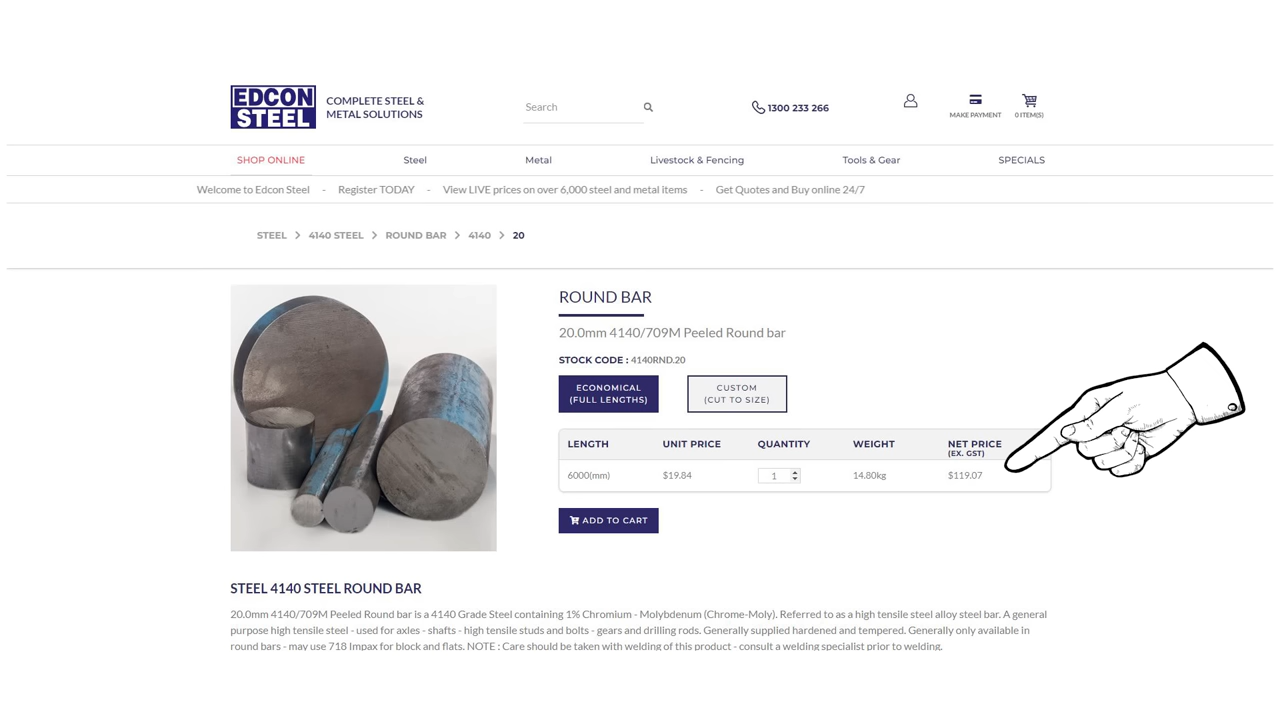 EDCON
STEEL
COMPLETE STEEL &
METAL SOLUTIONS
Search
1300 233 266
MAKE PAYMENT
0 ITEM(S)
SHOP ONLINE
Steel
Metal
Livestock & Fencing
Tools & Gear
SPECIALS
Welcome to Edcon Steel - Register TODAY - View LIVE prices on over 6,000 steel and metal items - Get Quotes and Buy online 24/7
STEEL > 4140 STEEL > ROUND BAR > 4140 > 20
ROUND BAR
20.0mm 4140/709M Peeled Round bar
STOCK CODE : 4140RND.20
ECONOMICAL
(FULL LENGTHS)
CUSTOM
(CUT TO SIZE)
LENGTH UNIT PRICE QUANTITY WEIGHT NET PRICE
(EX. GST)
6000(mm) $19.84 1 14.80kg $119.07
ADD TO CART
STEEL 4140 STEEL ROUND BAR
20.0mm 4140/709M Peeled Round bar is a 4140 Grade Steel containing 1% Chromium - Molybdenum (Chrome-Moly). Referred to as a high tensile steel alloy steel bar. A general
purpose high tensile steel - used for axles - shafts - high tensile studs and bolts - gears and drilling rods. Generally supplied hardened and tempered. Generally only available in
round bars - may use 718 Impax for block and flats. NOTE : Care should be taken with welding of this product - consult a welding specialist prior to welding.